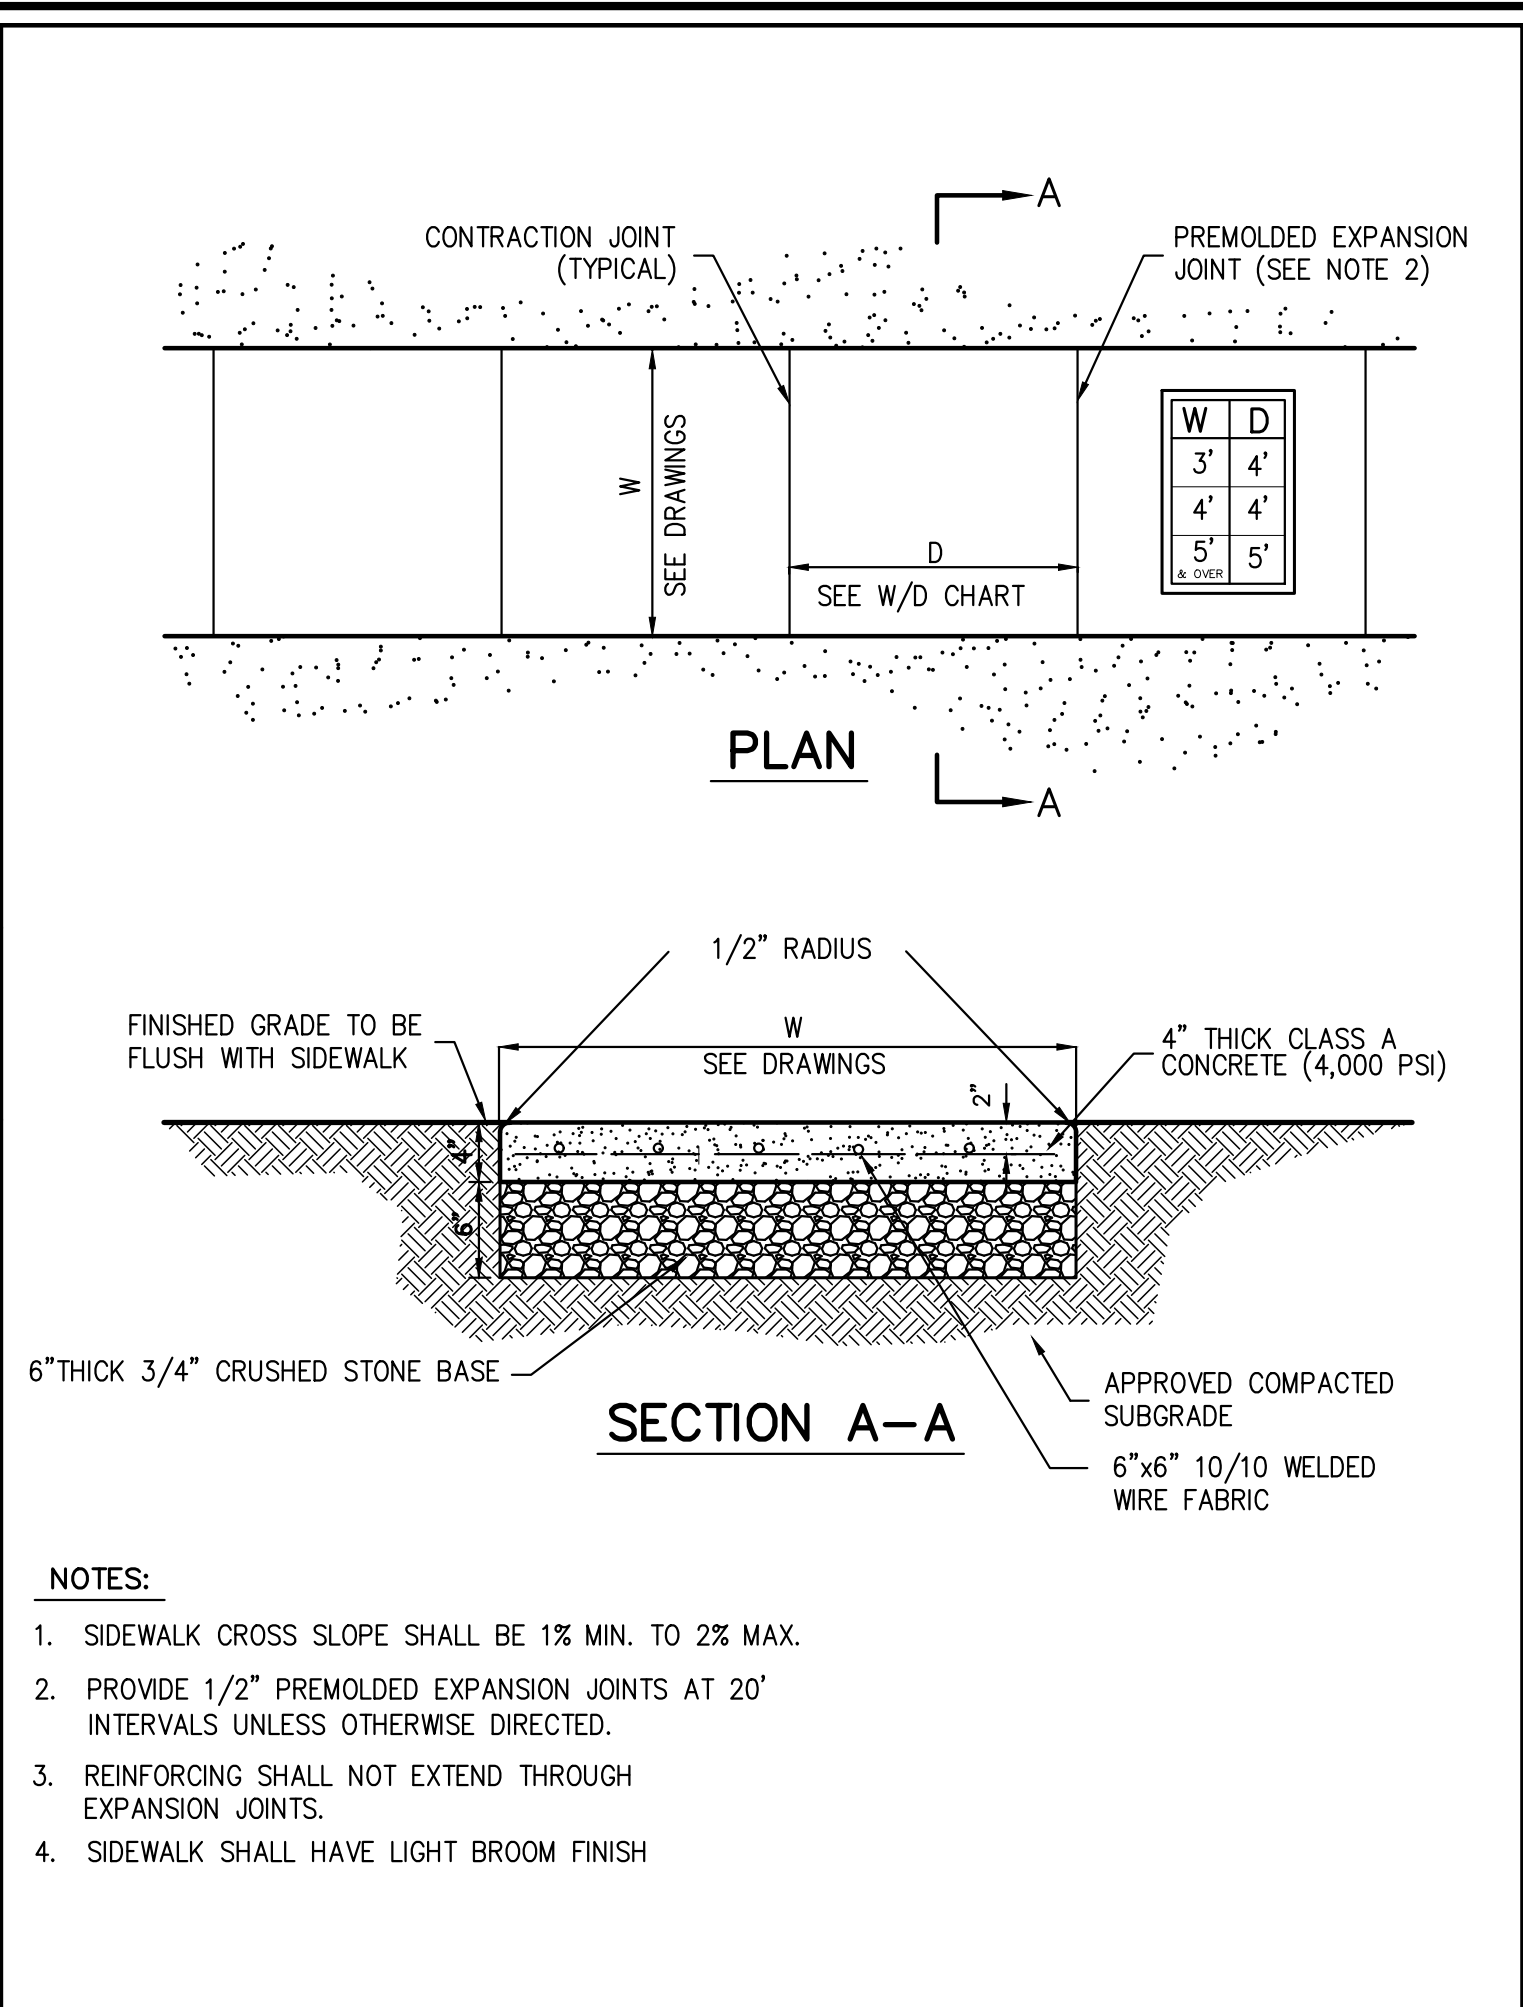 A
CONTRACTION JOINT
(TYPICAL)
PREMOLDED EXPANSION
JOINT (SEE NOTE 2)
W
SEE DRAWINGS
D
SEE W/D CHART
W D
3' 4'
4' 4'
5' 5'
& OVER
PLAN
A
1/2" RADIUS
FINISHED GRADE TO BE
FLUSH WITH SIDEWALK
W
SEE DRAWINGS
4" THICK CLASS A
CONCRETE (4,000 PSI)
2"
4"
6"
6"THICK 3/4" CRUSHED STONE BASE
SECTION A-A
APPROVED COMPACTED
SUBGRADE
6"x6" 10/10 WELDED
WIRE FABRIC
NOTES:
1. SIDEWALK CROSS SLOPE SHALL BE 1% MIN. TO 2% MAX.
2. PROVIDE 1/2" PREMOLDED EXPANSION JOINTS AT 20'
INTERVALS UNLESS OTHERWISE DIRECTED.
3. REINFORCING SHALL NOT EXTEND THROUGH
EXPANSION JOINTS.
4. SIDEWALK SHALL HAVE LIGHT BROOM FINISH